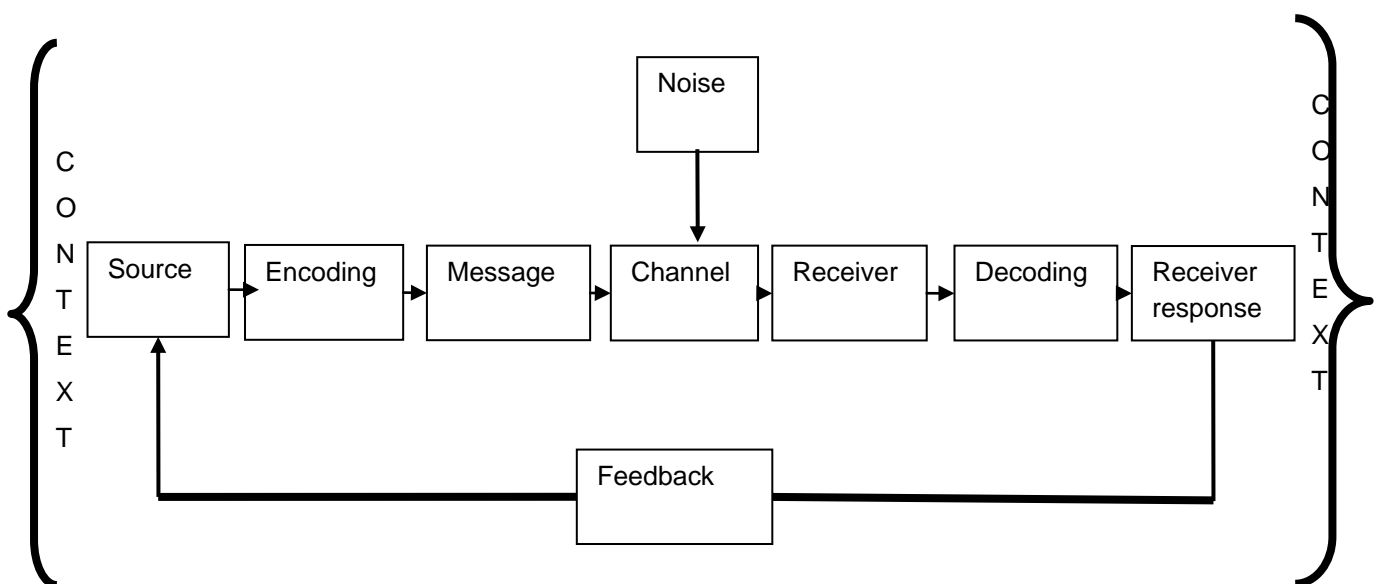 Noise
C
O
N
T
E
X
T
Source
Encoding
Message
Channel
Receiver
Decoding
Receiver
response
C
O
N
T
E
X
T
Feedback